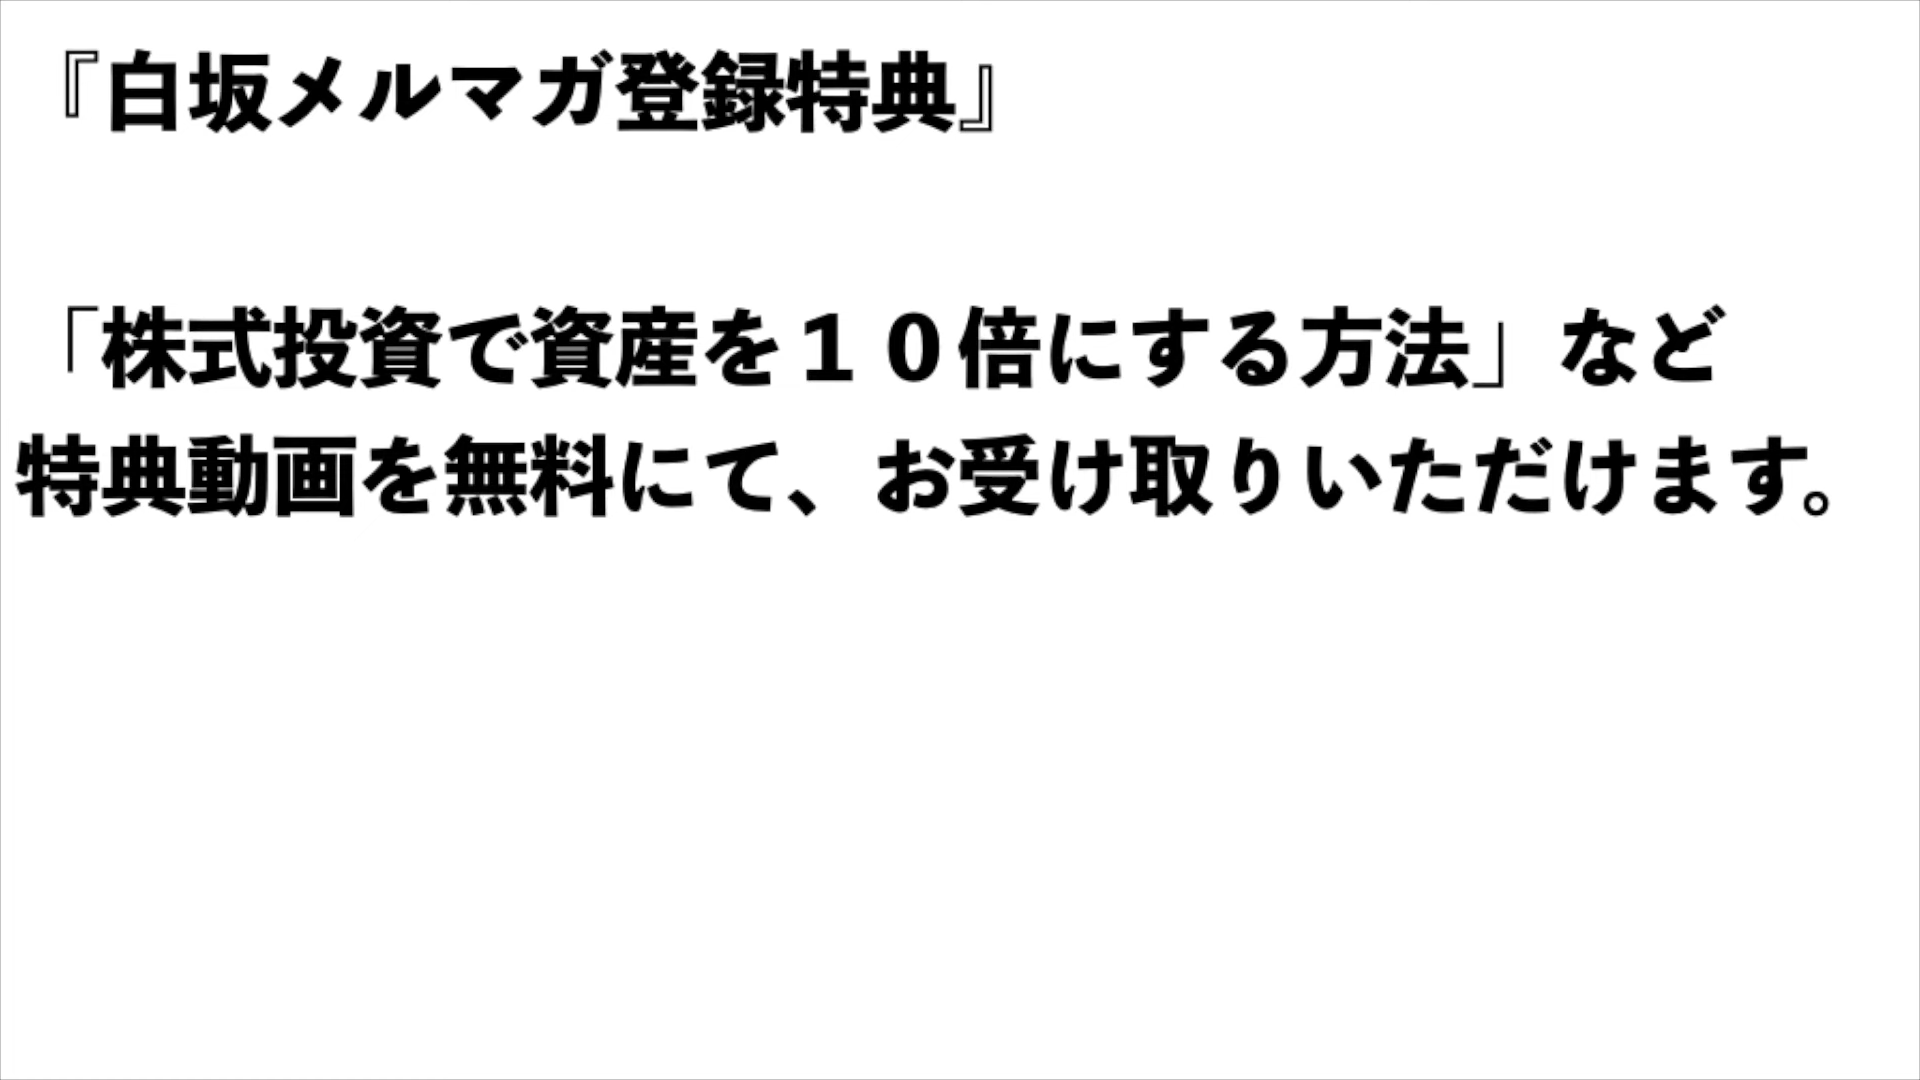 『白坂メルマガ登録特典』
「株式投資で資産を１０倍にする方法」など
特典動画を無料にて、お受け取りいただけます。